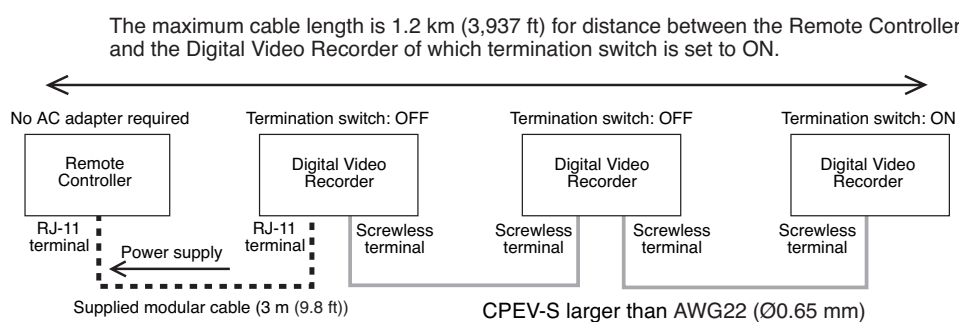 The maximum cable length is 1.2 km (3,937 ft) for distance between the Remote Controller
and the Digital Video Recorder of which termination switch is set to ON.
No AC adapter required
Termination switch: OFF
Termination switch: OFF
Termination switch: ON
Remote
Controller
Digital Video
Recorder
Digital Video
Recorder
Digital Video
Recorder
RJ-11
terminal
Power supply
RJ-11
terminal
Screwless
terminal
Screwless
terminal
Screwless
terminal
Screwless
terminal
Supplied modular cable (3 m (9.8 ft))
CPEV-S larger than AWG22 (Ø0.65 mm)